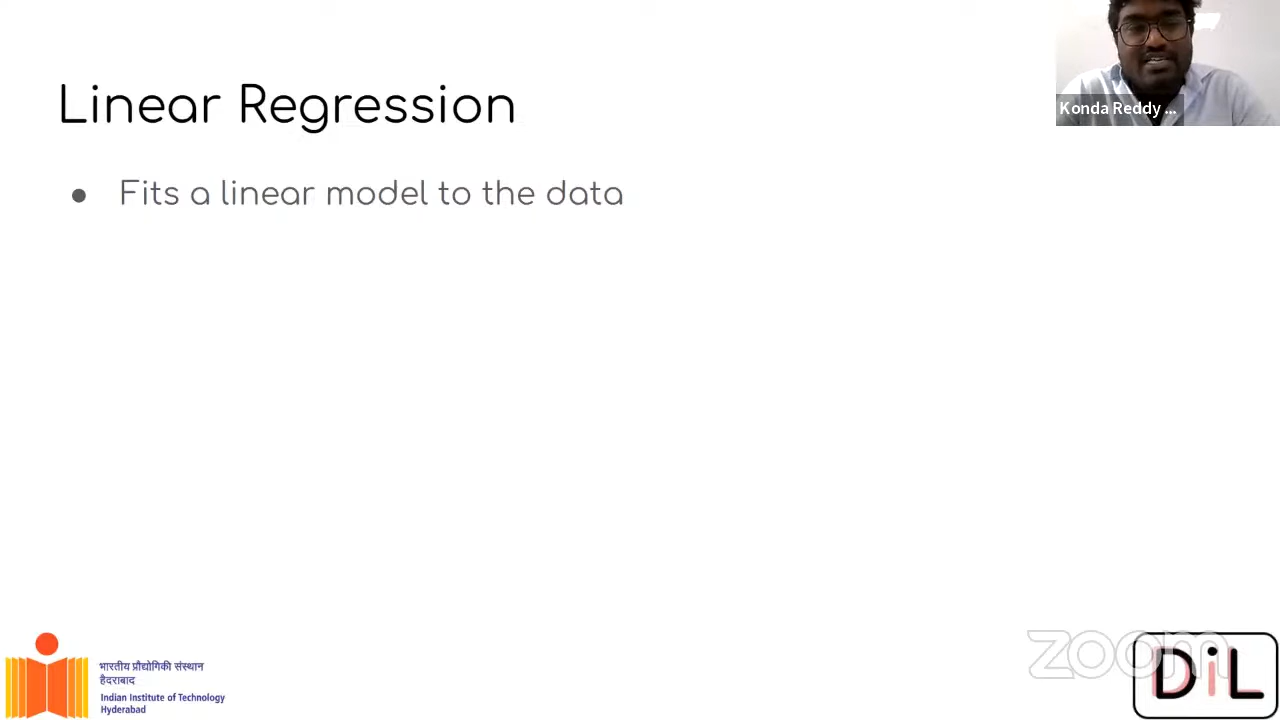 Linear Regression
Konda Reddy ...
● Fits a linear model to the data
भारतीय प्रौद्योगिकी संस्थान
हैदराबाद
Indian Institute of Technology
Hyderabad
zoom
DiL